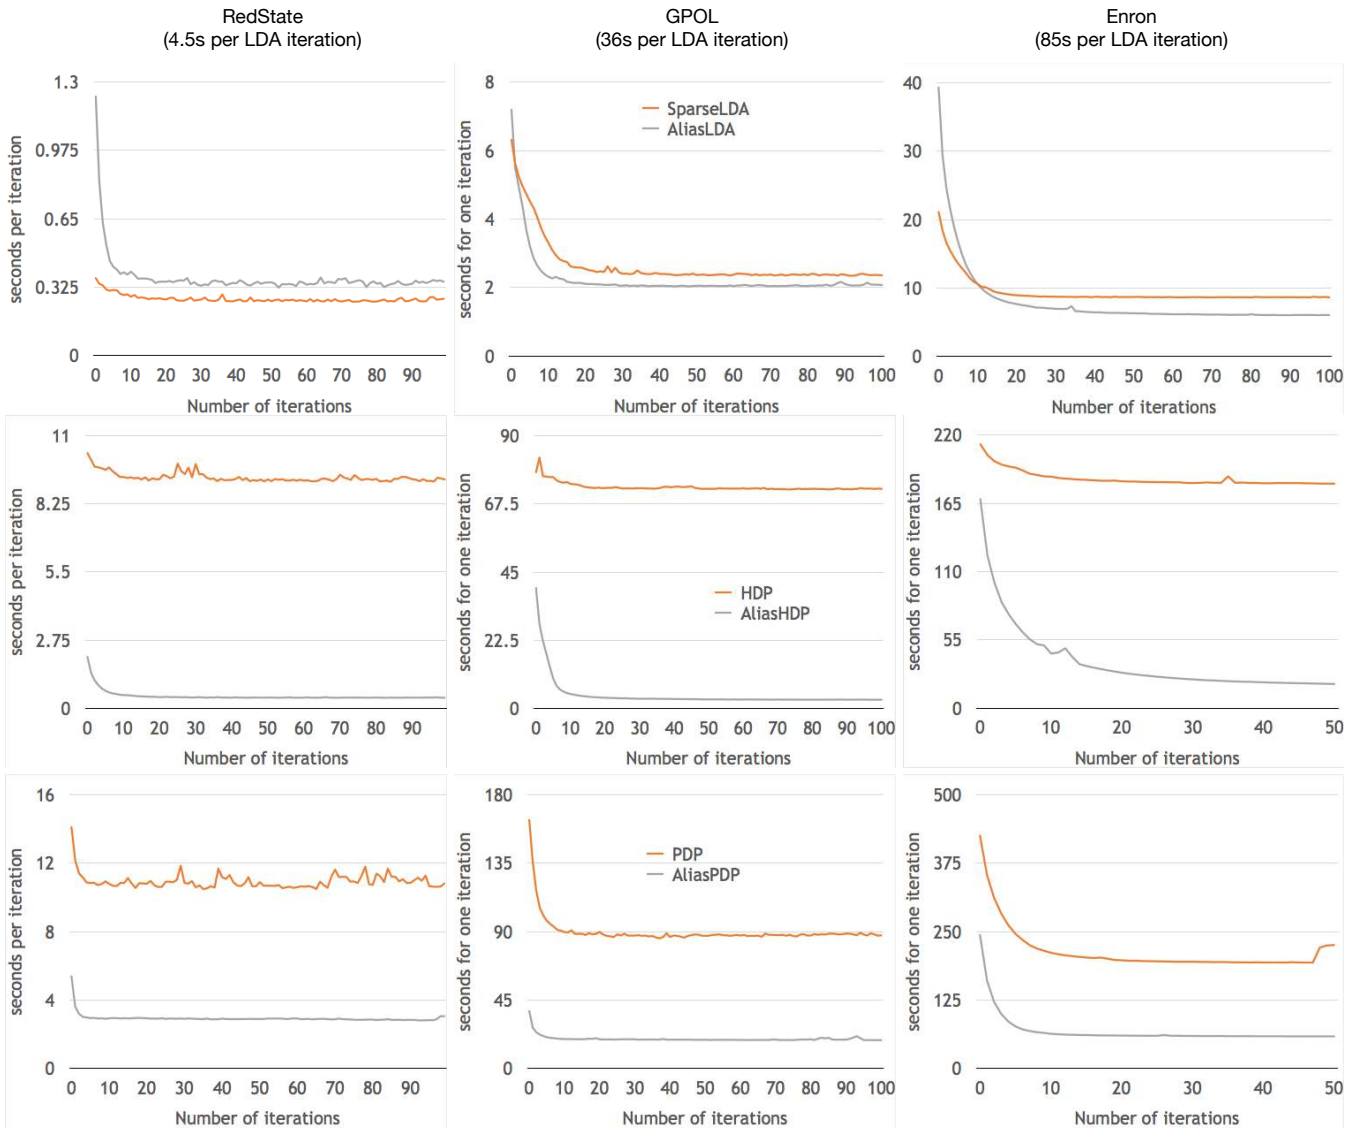 RedState
(4.5s per LDA iteration)
GPOL
(36s per LDA iteration)
Enron
(85s per LDA iteration)
seconds per iteration
1.3
0.975
0.65
0.325
0
0 10 20 30 40 50 60 70 80 90
Number of iterations
seconds for one iteration
8
6
4
2
0
SparseLDA
AliasLDA
0 10 20 30 40 50 60 70 80 90 100
Number of iterations
seconds for one iteration
40
30
20
10
0
0 10 20 30 40 50 60 70 80 90 100
Number of iterations
seconds per iteration
11
8.25
5.5
2.75
0
0 10 20 30 40 50 60 70 80 90
Number of iterations
seconds for one iteration
90
67.5
45
22.5
0
HDP
AliasHDP
0 10 20 30 40 50 60 70 80 90 100
Number of iterations
seconds for one iteration
220
165
110
55
0
0 10 20 30 40 50
Number of iterations
seconds per iteration
16
12
8
4
0
0 10 20 30 40 50 60 70 80 90
Number of iterations
seconds for one iteration
180
135
90
45
0
PDP
AliasPDP
0 10 20 30 40 50 60 70 80 90 100
Number of iterations
seconds for one iteration
500
375
250
125
0
0 10 20 30 40 50
Number of iterations